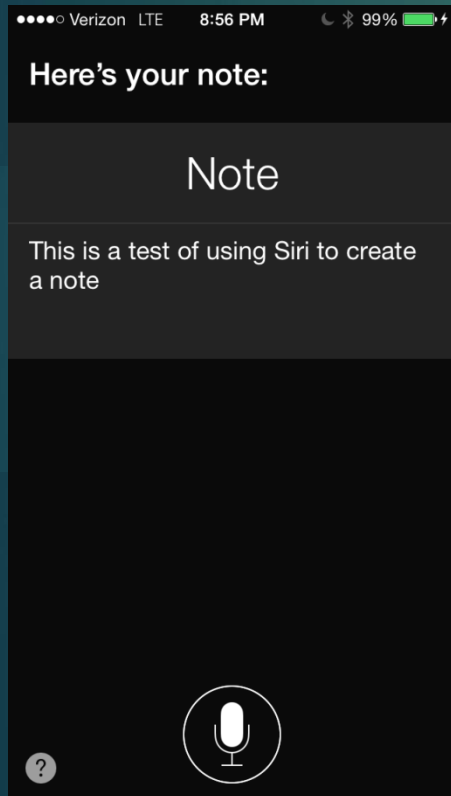 Verizon LTE 8:56 PM 99%
Here's your note:
Note
This is a test of using Siri to create
a note
?